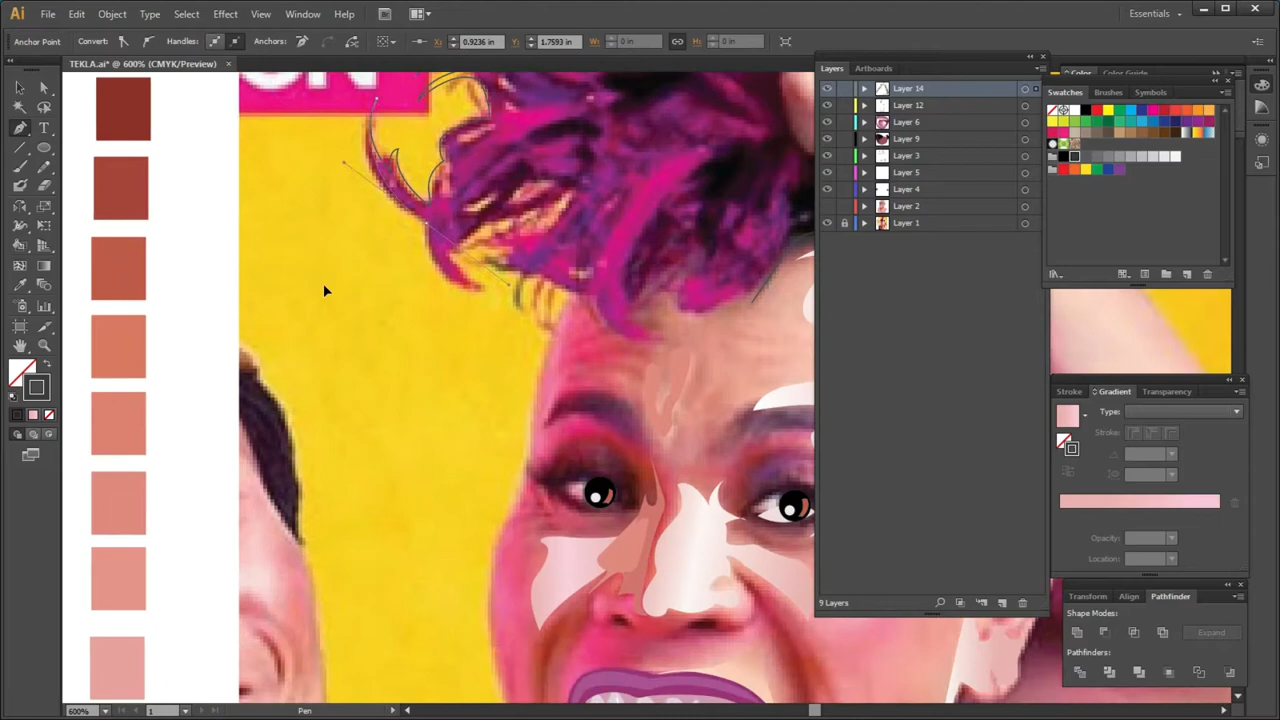 Ai File Edit Object Type Select Effect View Window Help Essentials
Anchor Point Convert: Handles: Anchors: X: 0.9236 in Y: 1.7593 in W: 0 in H: 0 in
TEKLA.ai* @ 600% (CMYK/Preview)
ON
Layers Artboards
Layer 14
Layer 12
Layer 6
Layer 9
Layer 3
Layer 5
Layer 4
Layer 2
Layer 1
9 Layers
Color Color Guide
Swatches Brushes Symbols
Stroke Gradient Transparency
Type:
Stroke:
Opacity:
Location:
Transform Align Pathfinder
Shape Modes:
Expand
Pathfinders:
600% 1 Pen